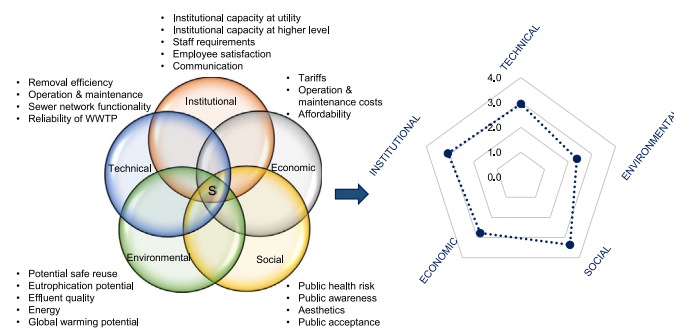 • Institutional capacity at utility
• Institutional capacity at higher level
• Staff requirements
• Employee satisfaction
• Communication
• Removal efficiency
• Operation & maintenance
• Sewer network functionality
• Reliability of WWTP
• Tariffs
• Operation &
maintenance costs
• Affordability
Institutional
Technical
Economic
S
Environmental
Social
• Potential safe reuse
• Eutrophication potential
• Effluent quality
• Energy
• Global warming potential
• Public health risk
• Public awareness
• Aesthetics
• Public acceptance
TECHNICAL
4.0
3.0
2.0
1.0
0.0
INSTITUTIONAL
ENVIRONMENTAL
ECONOMIC
SOCIAL